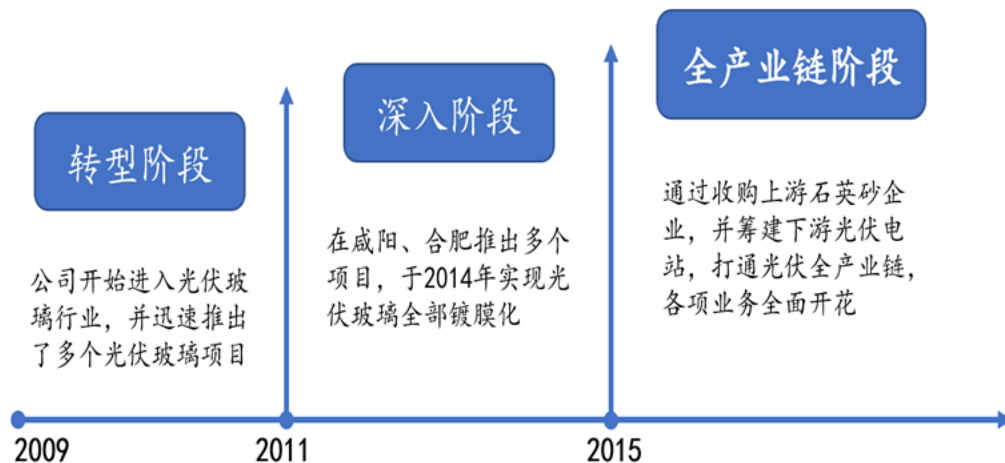 转型阶段
公司开始进入光伏玻
璃行业，并迅速推出
了多个光伏玻璃项目
深入阶段
在咸阳、合肥推出多个
项目，于2014年实现光
伏玻璃全部镀膜化
全产业链阶段
通过收购上游石英砂企
业，并筹建下游光伏电
站，打通光伏全产业链，
各项业务全面开花
2009
2011
2015